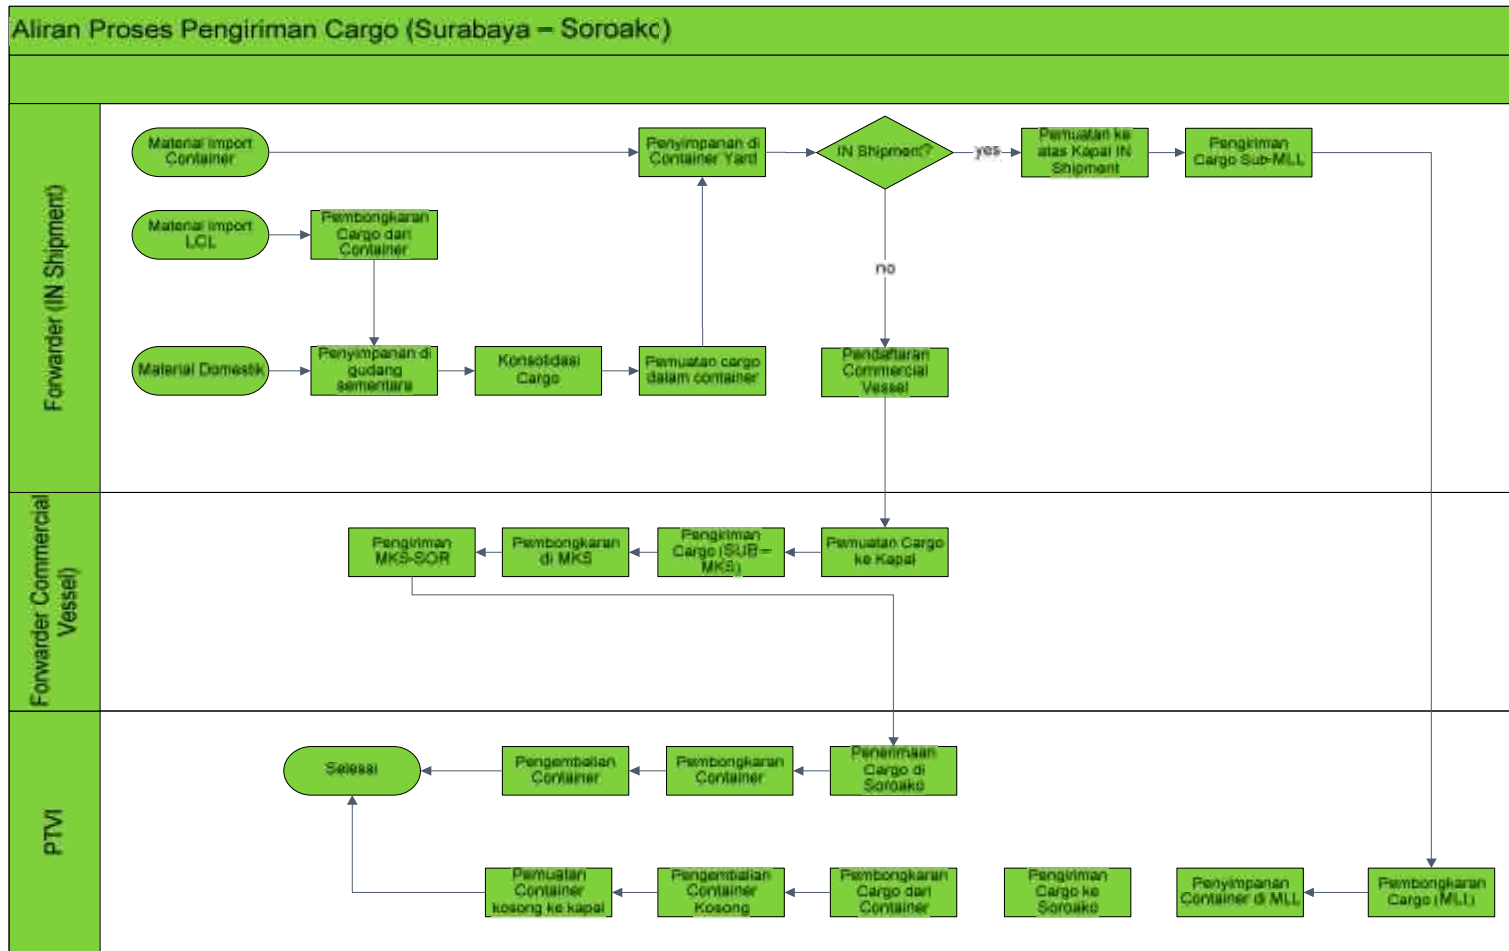 Aliran Proses Pengiriman Cargo (Surabaya – Soroako)
Forwarder (IN Shipment)
Material Import
Container
Penyimpanan di
Container Yard
IN Shipment?
yes
Pemuatan ke
atas Kapal IN
Shipment
Pengiriman
Cargo Sub-MLL
Material Import
LCL
Pembongkaran
Cargo dari
Container
no
Material Domestik
Penyimpanan di
gudang
sementara
Konsolidasi
Cargo
Pemuatan cargo
dalam container
Pendaftaran
Commercial
Vessel
Forwarder Commercial
Vessel)
Pengiriman
MKS-SOR
Pembongkaran
di MKS
Pengiriman
Cargo (SUB –
MKS)
Pemuatan Cargo
ke Kapal
PTVI
Selesai
Pengembalian
Container
Pembongkaran
Container
Penerimaan
Cargo di
Soroako
Pemuatan
Container
kosong ke kapal
Pengembalian
Container
Kosong
Pembongkaran
Cargo dari
Container
Pengiriman
Cargo ke
Soroako
Penyimpanan
Container di MLL
Pembongkaran
Cargo (MLL)